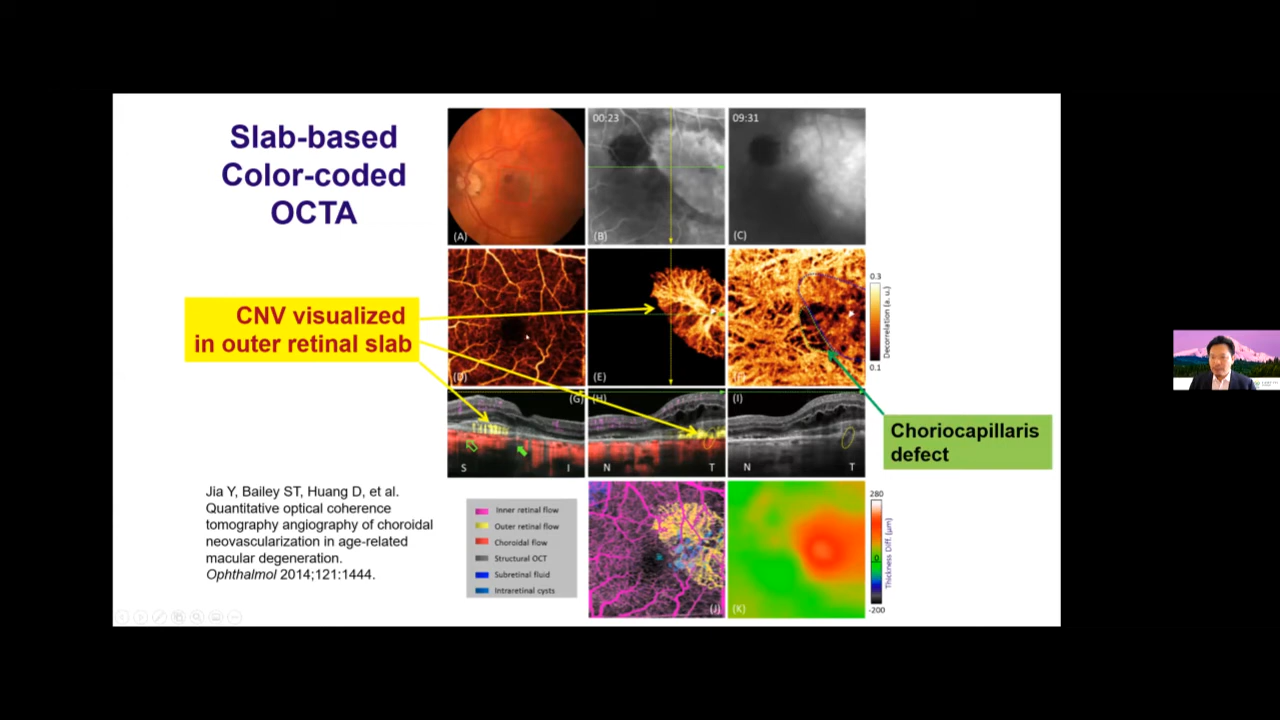 Slab-based
Color-coded
OCTA
CNV visualized
in outer retinal slab
Jia Y, Bailey ST, Huang D, et al.
Quantitative optical coherence
tomography angiography of choroidal
neovascularization in age-related
macular degeneration.
Ophthalmol 2014;121:1444.
(A)
00:23
(B)
09:31
(C)
(D)
(E)
0.3
Decorrelation (a. u.)
0.1
(G)
S
I
(H)
N
T
(I)
N
T
Choriocapillaris
defect
Inner retinal flow
Outer retinal flow
Choroidal flow
Structural OCT
Subretinal fluid
Intraretinal cysts
(J)
(K)
280
Thickness Diff. (µm)
0
-200